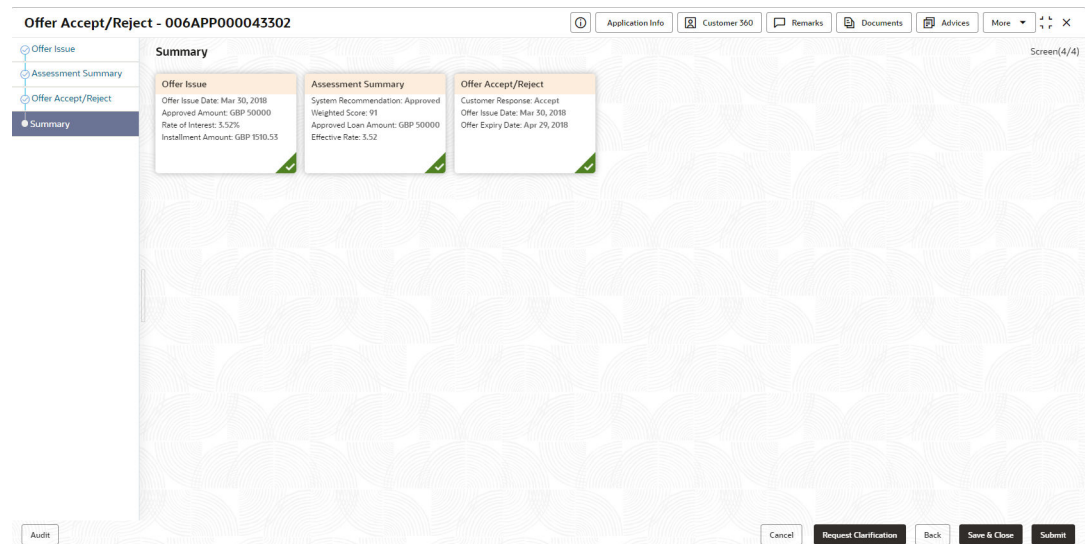 Offer Accept/Reject - 006APP000043302
Application Info
Customer 360
Remarks
Documents
Advices
More
Offer Issue
Assessment Summary
Offer Accept/Reject
Summary
Summary
Screen(4/4)
Offer Issue
Offer Issue Date: Mar 30, 2018
Approved Amount: GBP 50000
Rate of Interest: 3.52%
Installment Amount: GBP 1510.53
Assessment Summary
System Recommendation: Approved
Weighted Score: 91
Approved Loan Amount: GBP 50000
Effective Rate: 3.52
Offer Accept/Reject
Customer Response: Accept
Offer Issue Date: Mar 30, 2018
Offer Expiry Date: Apr 29, 2018
Audit
Cancel
Request Clarification
Back
Save & Close
Submit